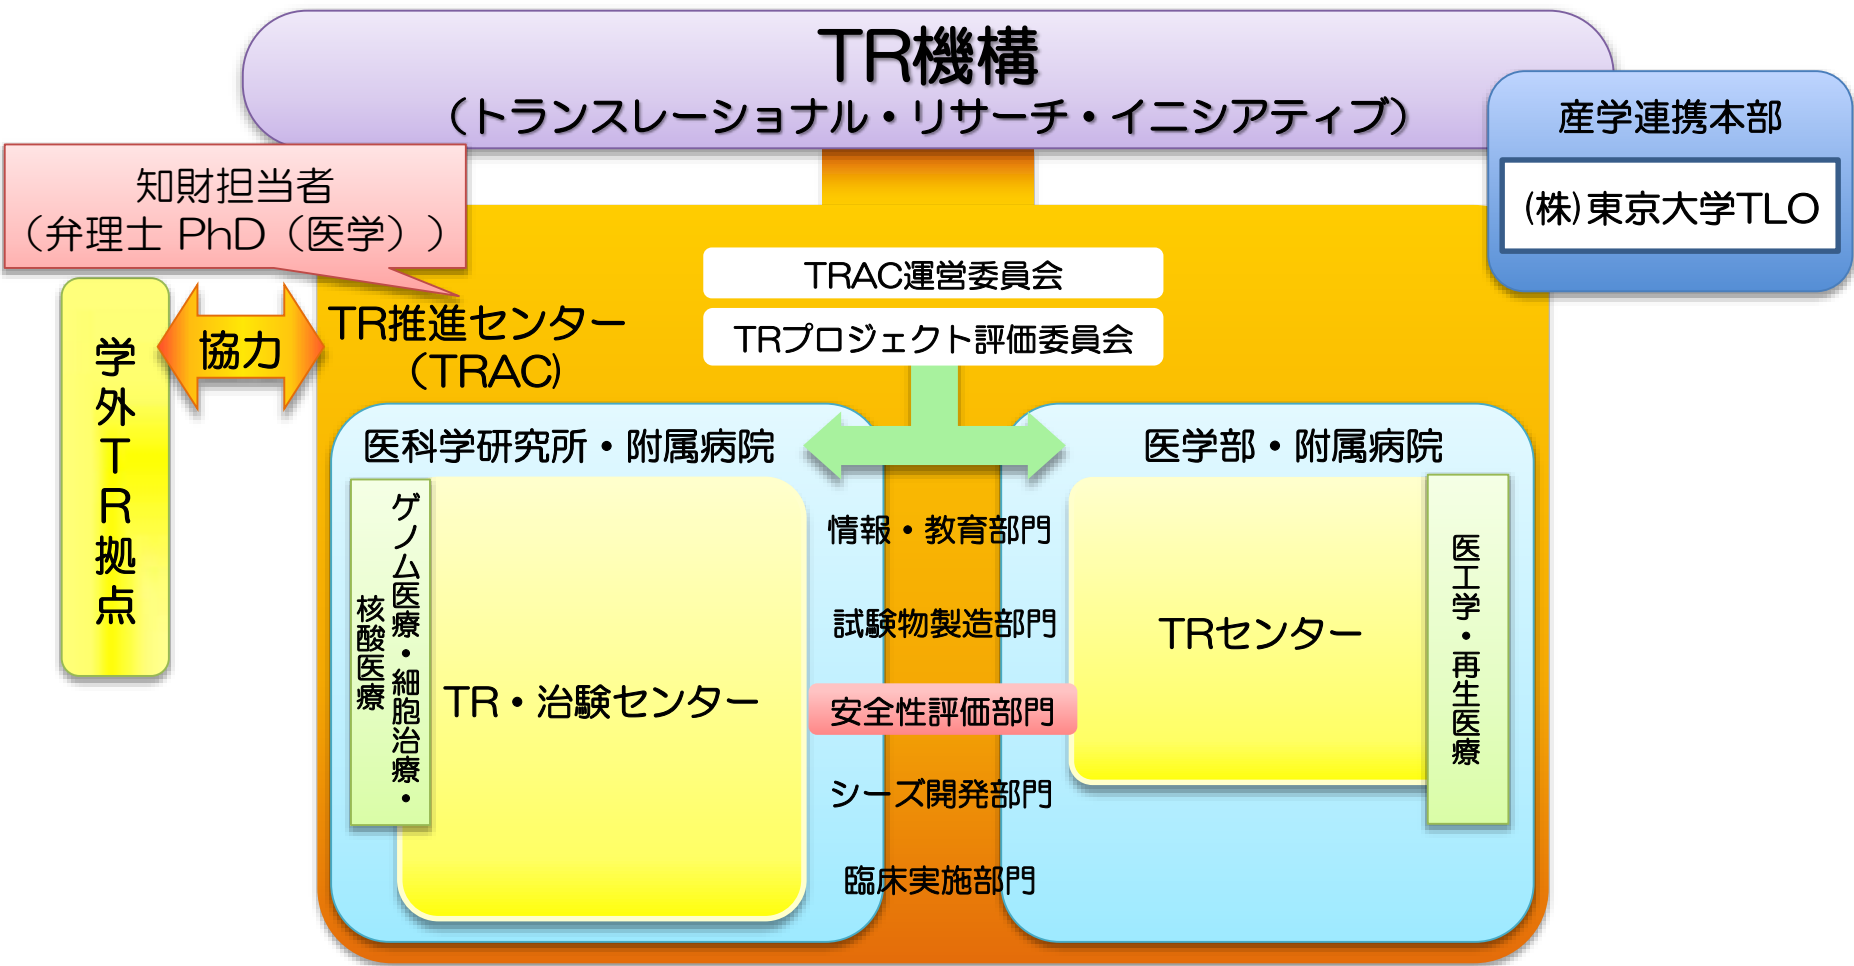 TR機構
（トランスレーショナル・リサーチ・イニシアティブ）
産学連携本部
(株)東京大学TLO
知財担当者
（弁理士 PhD（医学））
学外TR拠点
協力
TR推進センター
（TRAC)
TRAC運営委員会
TRプロジェクト評価委員会
医科学研究所・附属病院
医学部・附属病院
ゲノム医療・細胞治療・
核酸医療
TR・治験センター
情報・教育部門
試験物製造部門
安全性評価部門
シーズ開発部門
臨床実施部門
TRセンター
医工学・再生医療